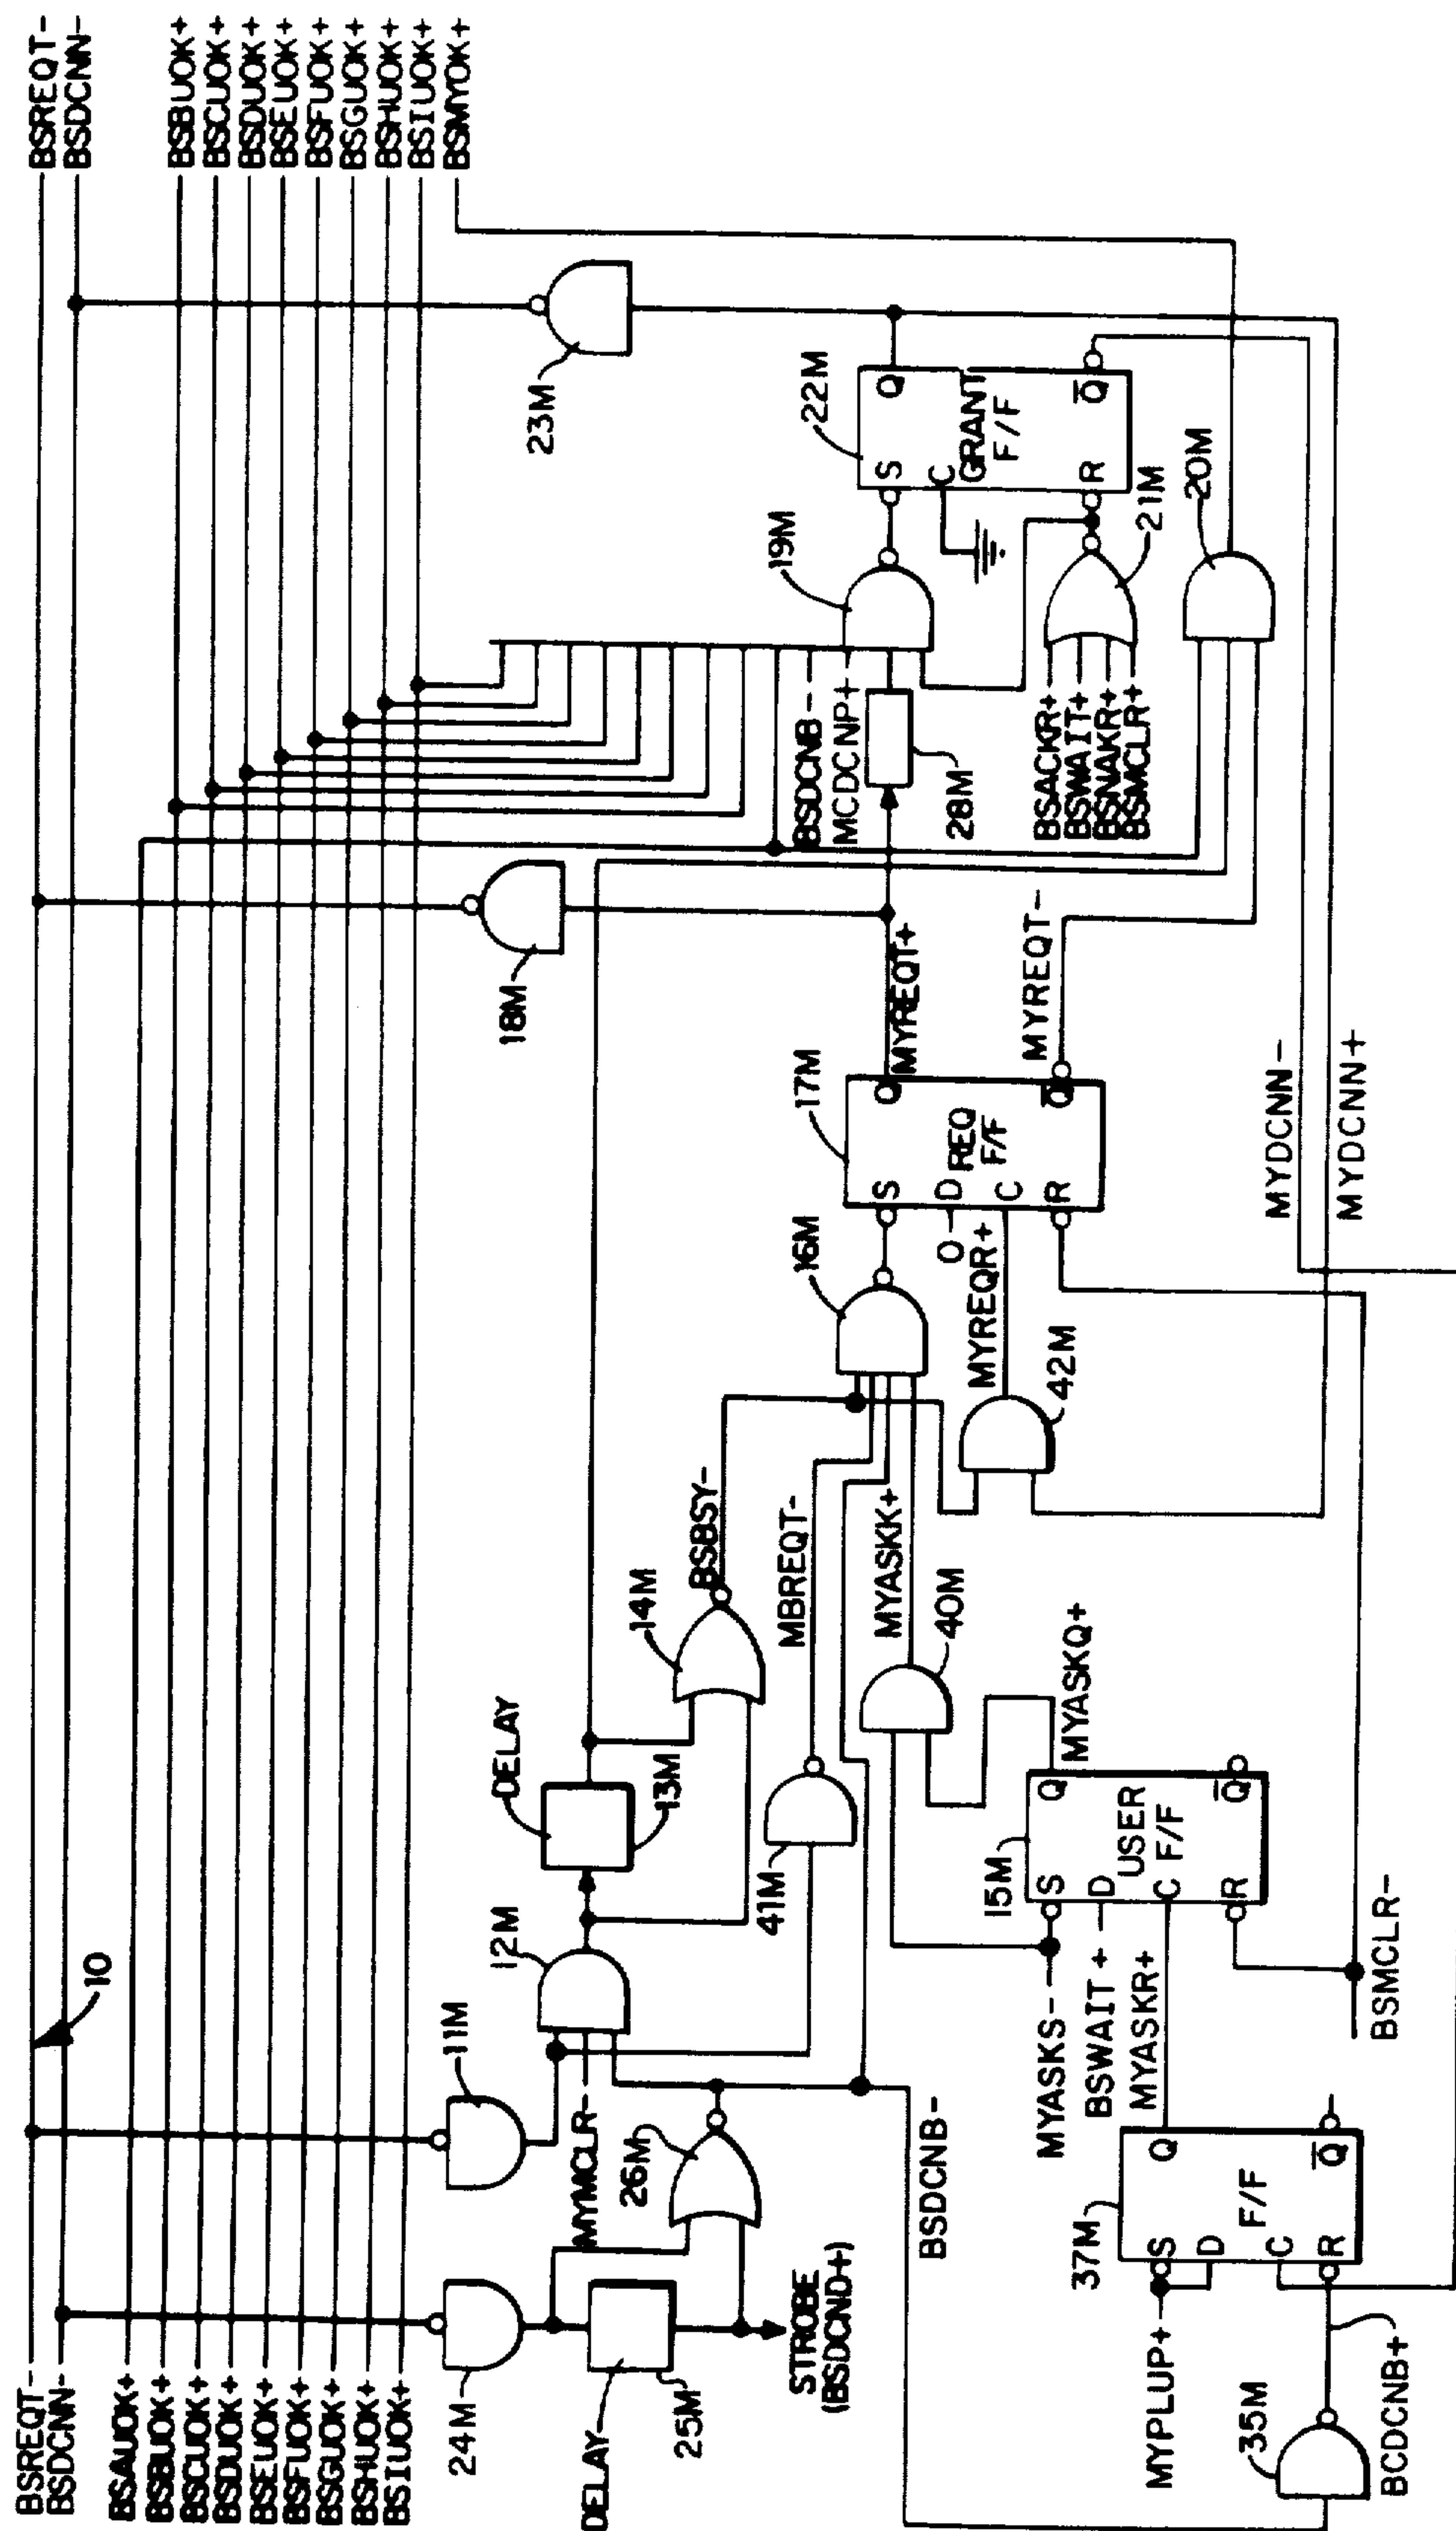 BSREQT-
BSDCNN-
BSAUOK+
BSBUOK+
BSCUOK+
BSDUOK+
BSEUOK+
BSFUOK+
BSGUOK+
BSHUOK+
BSIUOK+
BSREQT-
BSDCNN-
BSBUOK+
BSCUOK+
BSDUOK+
BSEUOK+
BSFUOK+
BSGUOK+
BSHUOK+
BSIUOK+
BSMYOK+
10
24M
DELAY
25M
STROBE
(BSDCND+)
26M
11M
MYMCLR-
12M
DELAY
13M
14M
BSBSY-
41M
MBREQT-
MYASKK+
40M
BSDCNB-
MYPLUP+
35M
BCDCNB+
37M
S
D
C
R
Q
Q
F/F
MYASKS-
BSWAIT+
MYASKR+
BSMCLR-
15M
S
D
C
R
Q
Q
USER
F/F
MYASKQ+
16M
O
MYREQR+
42M
17M
S
D
C
R
Q
Q
REQ
F/F
MYREQT+
MYREQT-
MYDCNN-
MYDCNN+
18M
BSDCNB-
MCDCNP+
28M
19M
BSACKR+
BSWAIT+
BSNAKR+
BSMCLR+
21M
20M
22M
S
C
R
Q
Q
GRANT
F/F
23M